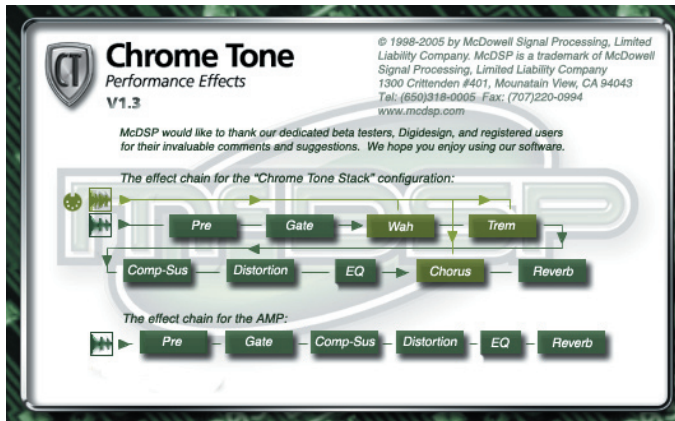 CT
Chrome Tone
Performance Effects
V1.3
© 1998-2005 by McDowell Signal Processing, Limited
Liability Company. McDSP is a trademark of McDowell
Signal Processing, Limited Liability Company
1300 Crittenden #401, Mounatain View, CA 94043
Tel: (650)318-0005 Fax: (707)220-0994
www.mcdsp.com
McDSP would like to thank our dedicated beta testers, Digidesign, and registered users
for their invaluable comments and suggestions. We hope you enjoy using our software.
The effect chain for the "Chrome Tone Stack" configuration:
Pre Gate Wah Trem
McDSP
Comp-Sus Distortion EQ Chorus Reverb
The effect chain for the AMP:
Pre Gate Comp-Sus Distortion EQ Reverb